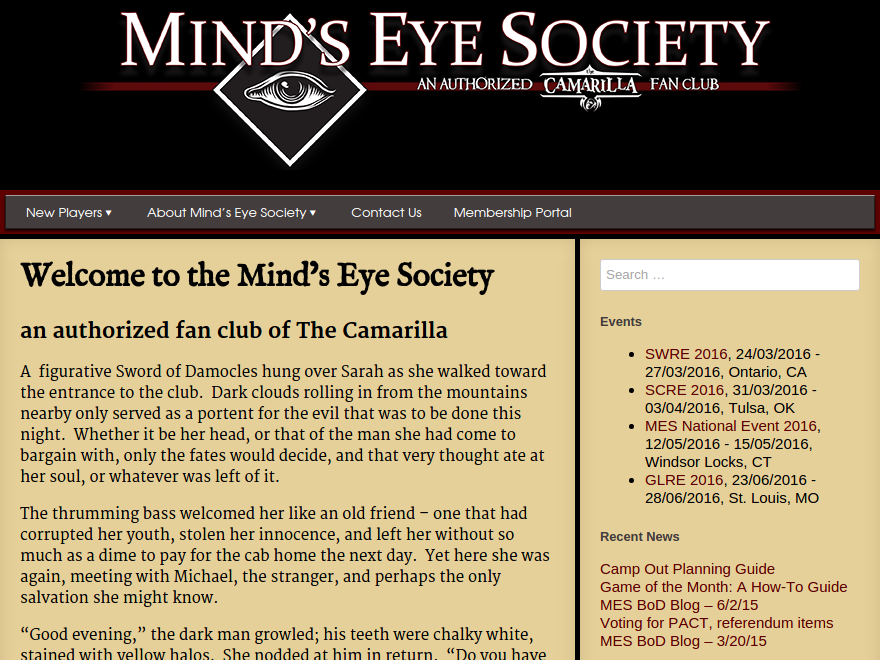 MIND'S EYE SOCIETY
AN AUTHORIZED CAMARILLA FAN CLUB
New Players ▾ About Mind's Eye Society ▾ Contact Us Membership Portal
Welcome to the Mind's Eye Society
an authorized fan club of The Camarilla
A figurative Sword of Damocles hung over Sarah as she walked toward
the entrance to the club. Dark clouds rolling in from the mountains
nearby only served as a portent for the evil that was to be done this
night. Whether it be her head, or that of the man she had come to
bargain with, only the fates would decide, and that very thought ate at
her soul, or whatever was left of it.
The thrumming bass welcomed her like an old friend – one that had
corrupted her youth, stolen her innocence, and left her without so
much as a dime to pay for the cab home the next day. Yet here she was
again, meeting with Michael, the stranger, and perhaps the only
salvation she might know.
“Good evening,” the dark man growled; his teeth were chalky white,
stained with yellow halos. She nodded at him in return. “Do you have
Search …
Events
SWRE 2016, 24/03/2016 -
27/03/2016, Ontario, CA
SCRE 2016, 31/03/2016 -
03/04/2016, Tulsa, OK
MES National Event 2016,
12/05/2016 - 15/05/2016,
Windsor Locks, CT
GLRE 2016, 23/06/2016 -
28/06/2016, St. Louis, MO
Recent News
Camp Out Planning Guide
Game of the Month: A How-To Guide
MES BoD Blog – 6/2/15
Voting for PACT, referendum items
MES BoD Blog – 3/20/15